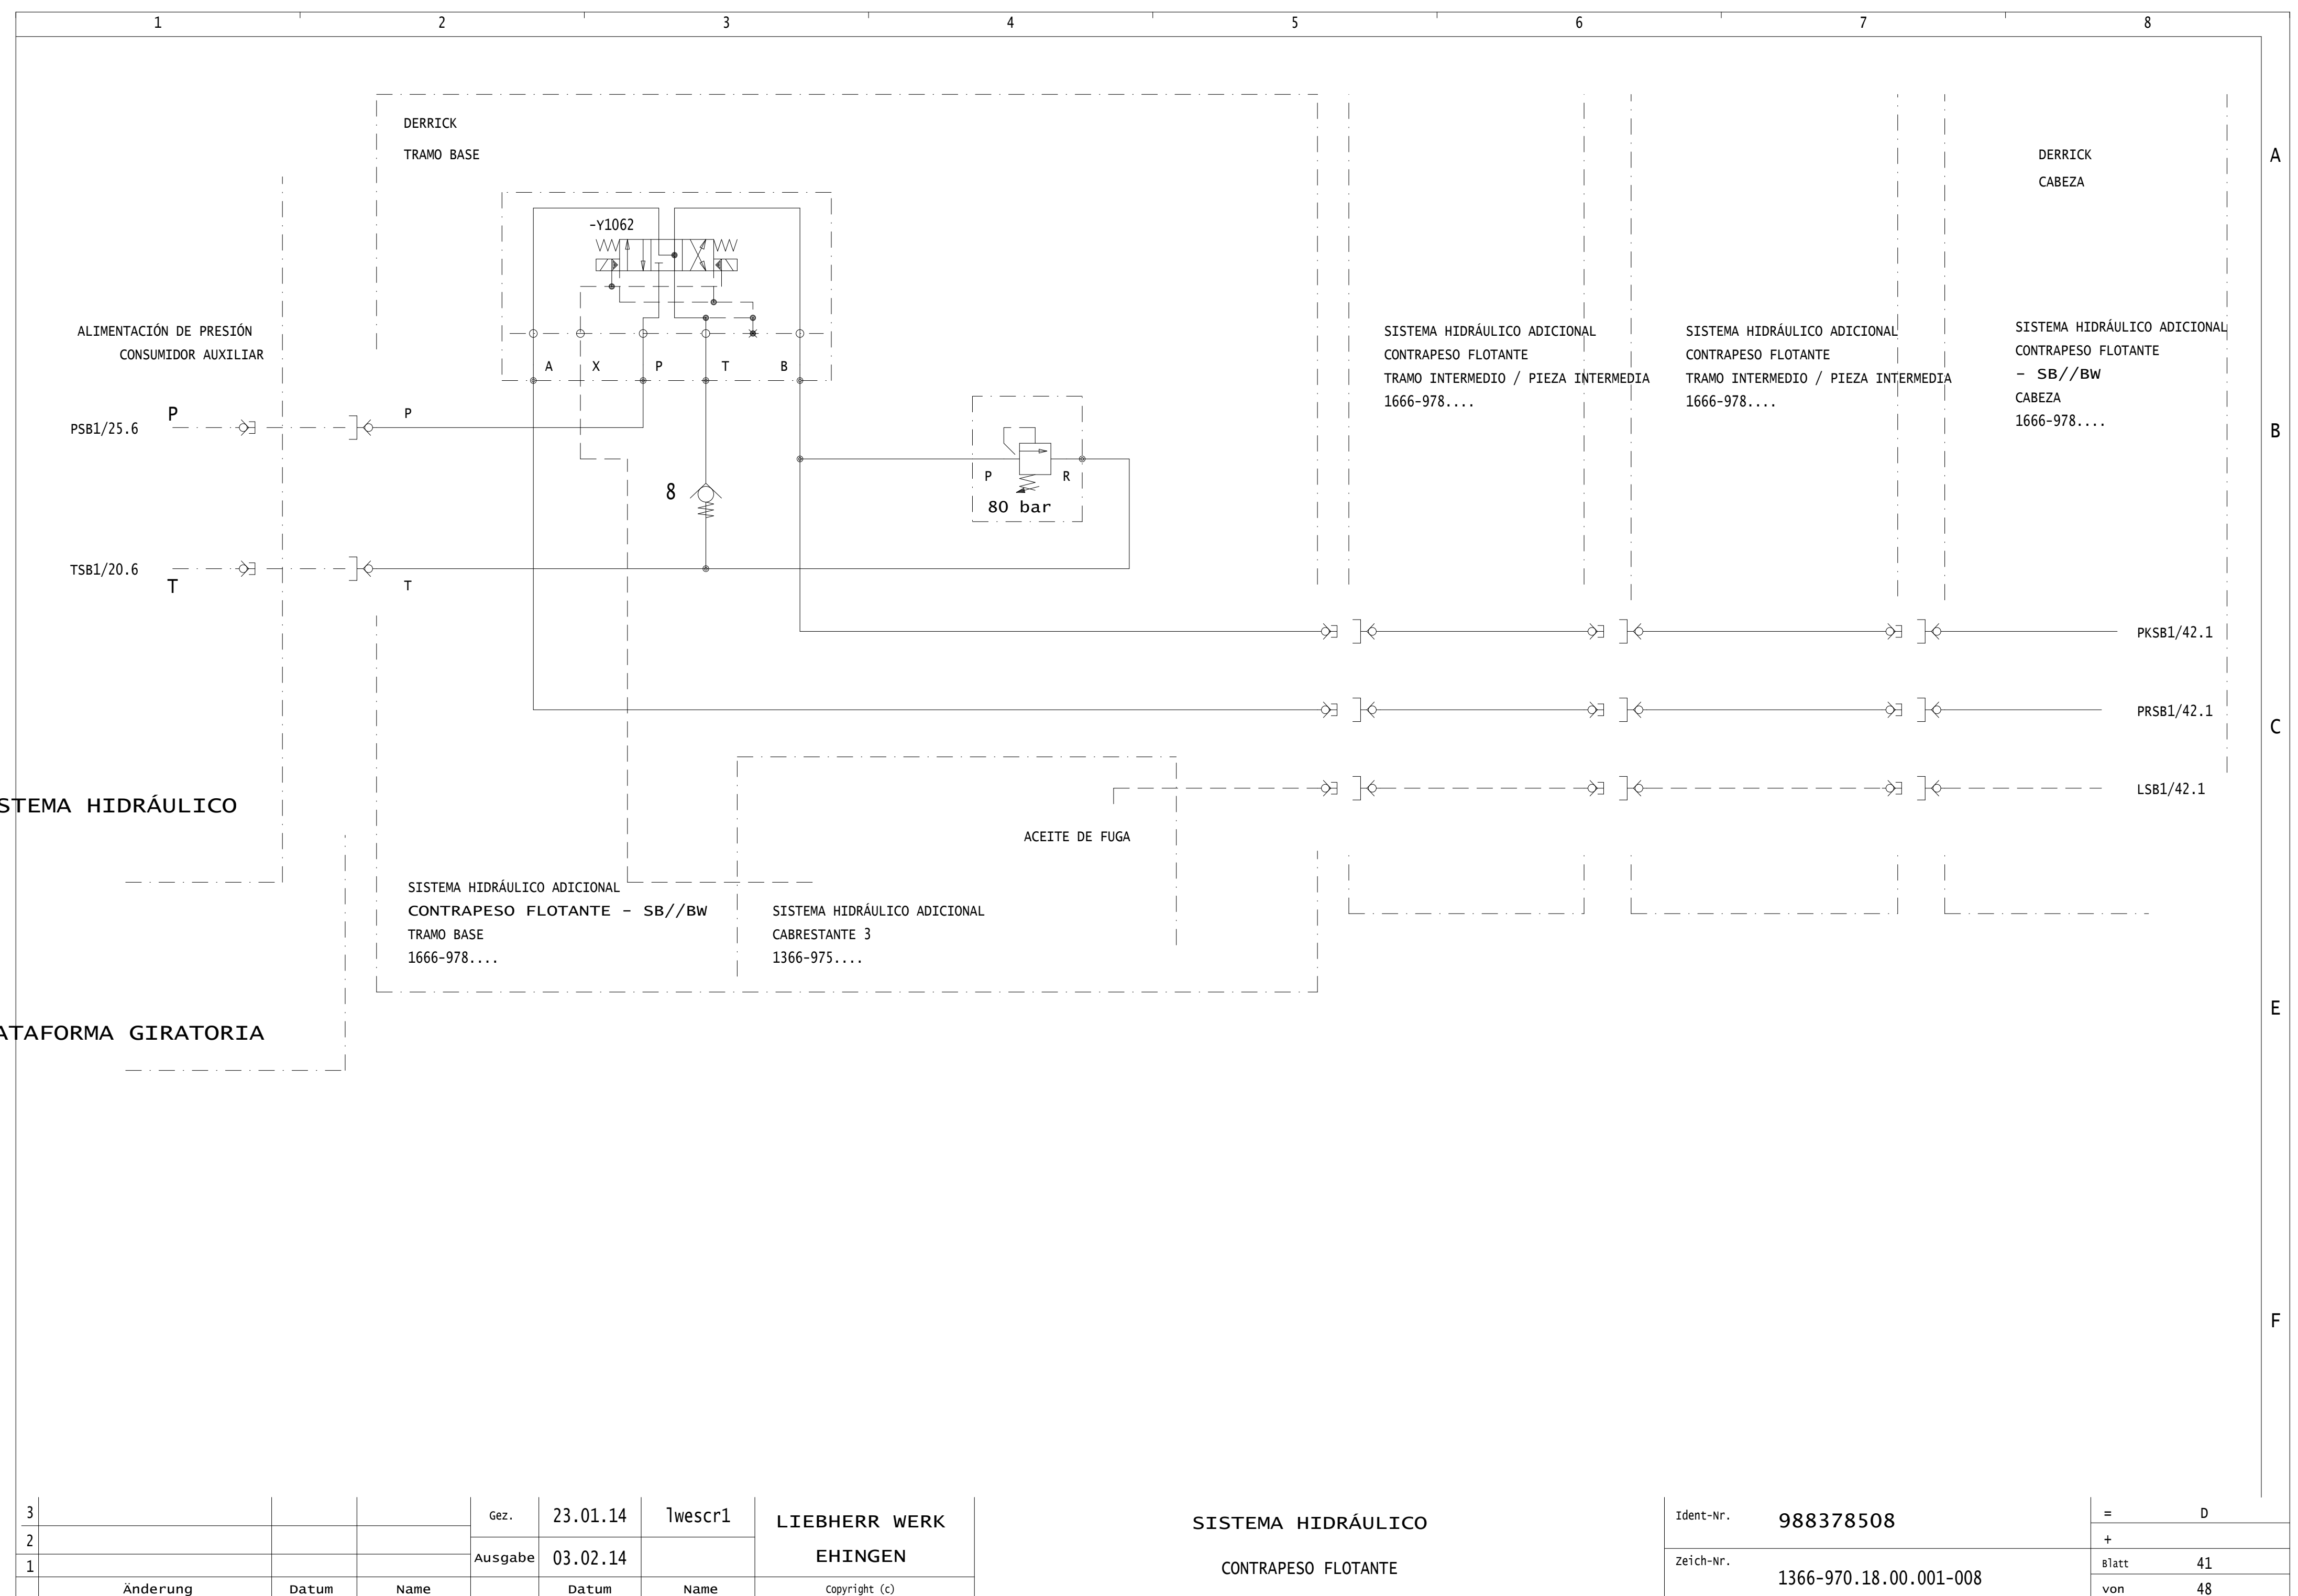 1 2 3 4 5 6 7 8
DERRICK
TRAMO BASE
DERRICK
CABEZA
A
-Y1062
ALIMENTACIÓN DE PRESIÓN
CONSUMIDOR AUXILIAR
A X P T B
SISTEMA HIDRÁULICO ADICIONAL
CONTRAPESO FLOTANTE
TRAMO INTERMEDIO / PIEZA INTERMEDIA
1666-978....
SISTEMA HIDRÁULICO ADICIONAL
CONTRAPESO FLOTANTE
TRAMO INTERMEDIO / PIEZA INTERMEDIA
1666-978....
SISTEMA HIDRÁULICO ADICIONAL
CONTRAPESO FLOTANTE
- SB//BW
CABEZA
1666-978....
B
PSB1/25.6
P
P
8
P R
80 bar
TSB1/20.6
T
T
PKSB1/42.1
PRSB1/42.1
C
LSB1/42.1
STEMA HIDRÁULICO
ACEITE DE FUGA
SISTEMA HIDRÁULICO ADICIONAL
CONTRAPESO FLOTANTE - SB//BW
TRAMO BASE
1666-978....
SISTEMA HIDRÁULICO ADICIONAL
CABRESTANTE 3
1366-975....
E
ATAFORMA GIRATORIA
F
3
2
1
Änderung Datum Name
Gez. 23.01.14 lwescr1
Ausgabe 03.02.14
Datum Name
LIEBHERR WERK
EHINGEN
Copyright (c)
SISTEMA HIDRÁULICO
CONTRAPESO FLOTANTE
Ident-Nr. 988378508
Zeich-Nr. 1366-970.18.00.001-008
= D
+
Blatt 41
von 48